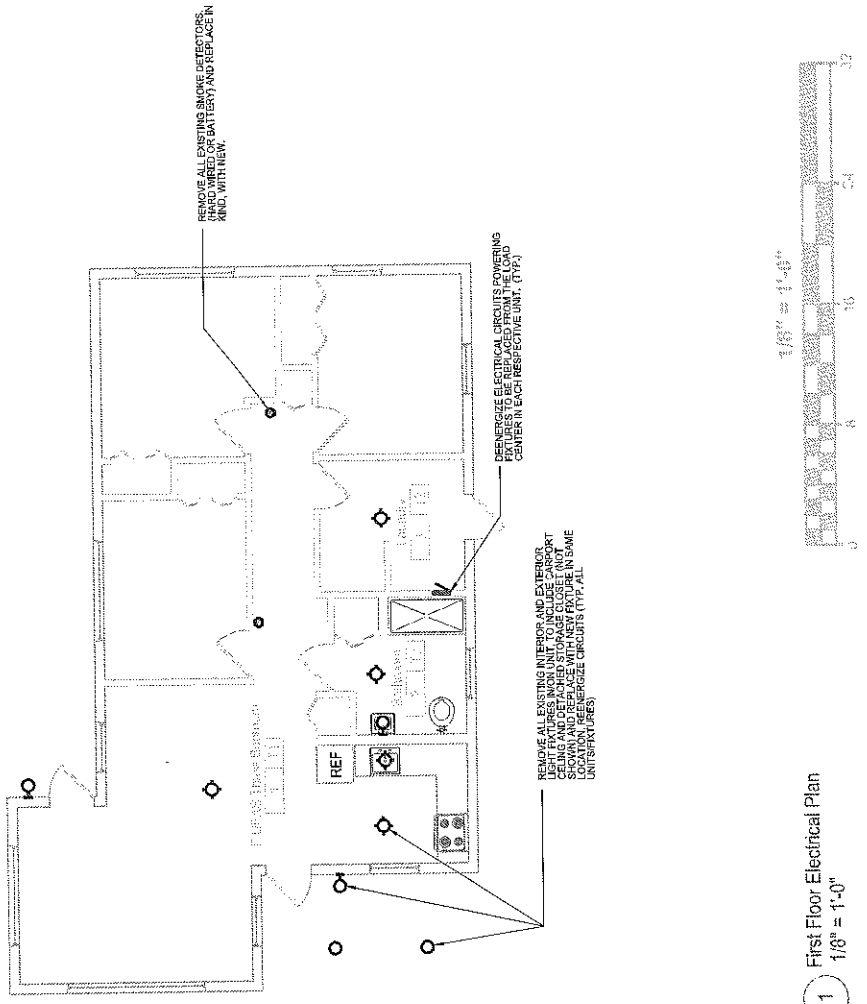 REMOVE ALL EXISTING SMOKE DETECTORS,
(HARD WIRED OR BATTERY) AND REPLACE IN
KIND, WITH NEW.
DEENERGIZE ELECTRICAL CIRCUITS POWERING
FIXTURES TO BE REPLACED FROM THE LOAD
CENTER IN EACH RESPECTIVE UNIT. (TYP.)
REMOVE ALL EXISTING INTERIOR AND EXTERIOR
LIGHT FIXTURES IN/ON UNIT, TO INCLUDE CARPORT
CEILING AND DETACHED STORAGE CLOSET (NOT
SHOWN) AND REPLACE WITH NEW FIXTURE IN SAME
LOCATION, REENERGIZE CIRCUITS (TYP. ALL
UNITS/FIXTURES)
REF
1/8" = 1'-0"
0 8 16 24 32
1
First Floor Electrical Plan
1/8" = 1'-0"